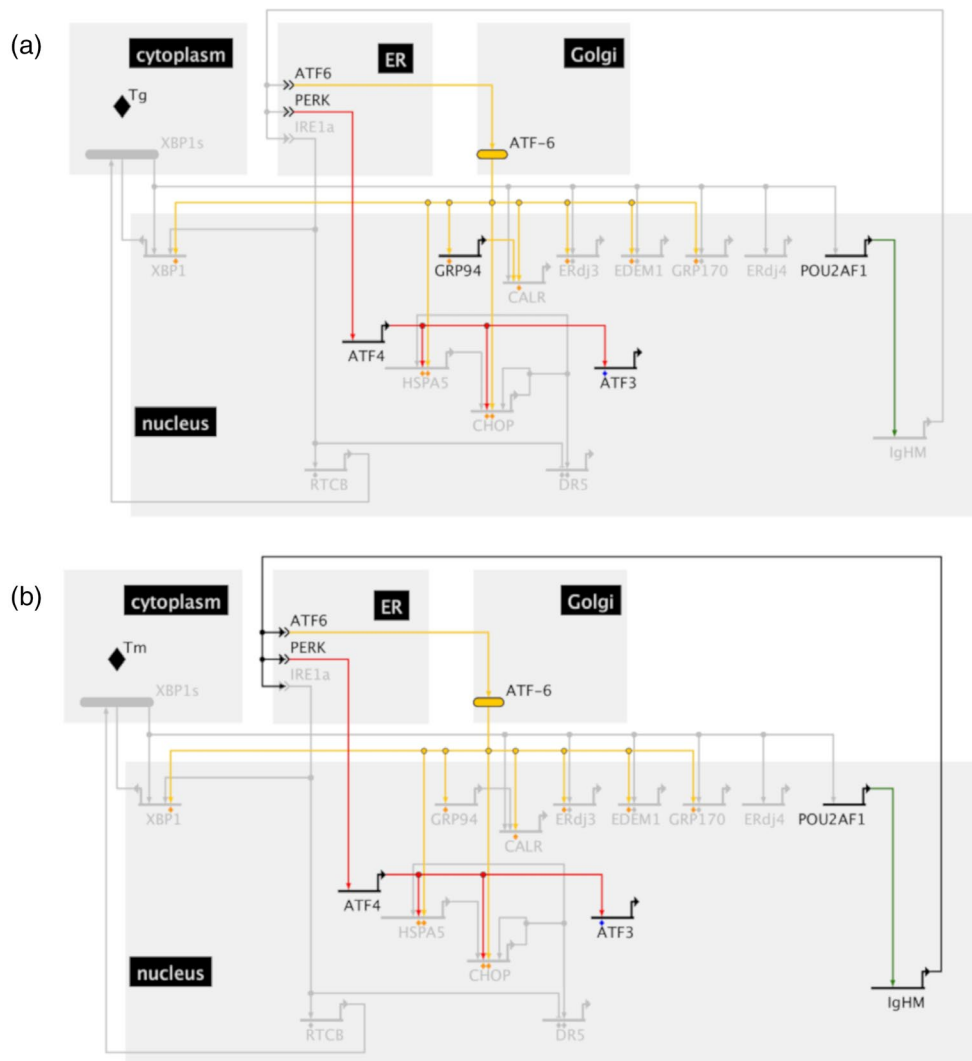 (a)
cytoplasm
ER
Golgi
Tg
ATF6
PERK
IRE1a
XBP1s
ATF-6
XBP1
GRP94
CALR
ERdj3
EDEM1
GRP170
ERdj4
POU2AF1
ATF4
HSPA5
ATF3
CHOP
nucleus
IgHM
RTCB
DR5
(b)
cytoplasm
ER
Golgi
Tm
ATF6
PERK
IRE1a
XBP1s
ATF-6
XBP1
GRP94
CALR
ERdj3
EDEM1
GRP170
ERdj4
POU2AF1
ATF4
HSPA5
ATF3
CHOP
nucleus
IgHM
RTCB
DR5